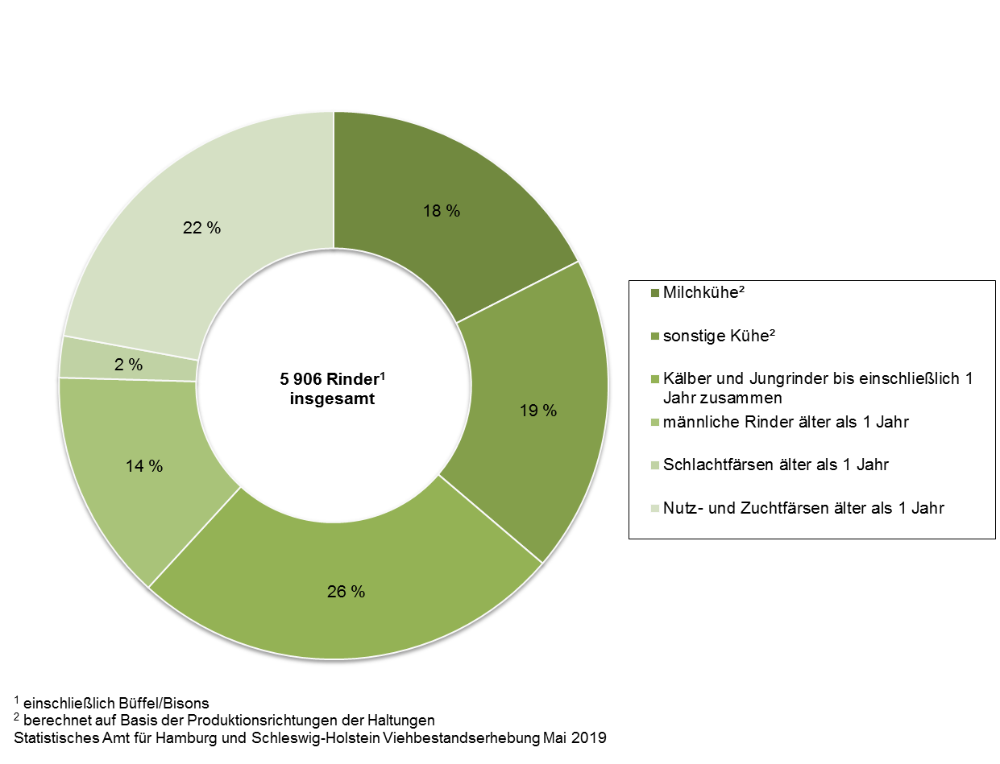 18 %
22 %
2 %
5 906 Rinder¹
insgesamt
19 %
14 %
26 %
Milchkühe²
sonstige Kühe²
Kälber und Jungrinder bis einschließlich 1
Jahr zusammen
männliche Rinder älter als 1 Jahr
Schlachtfärsen älter als 1 Jahr
Nutz- und Zuchtfärsen älter als 1 Jahr
¹ einschließlich Büffel/Bisons
² berechnet auf Basis der Produktionsrichtungen der Haltungen
Statistisches Amt für Hamburg und Schleswig-Holstein Viehbestandserhebung Mai 2019